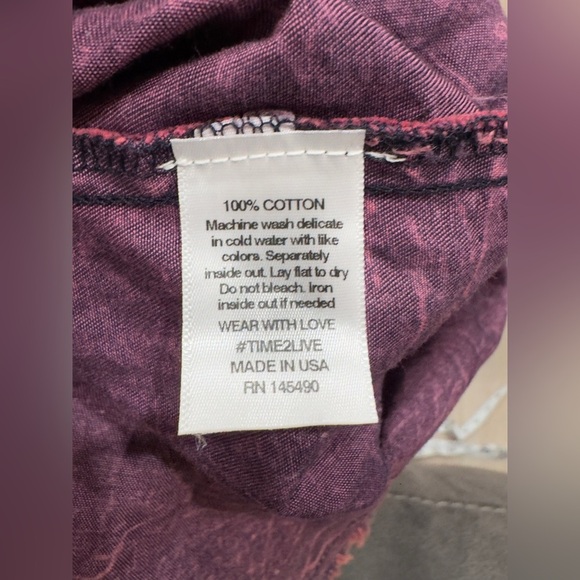 100% COTTON
Machine wash delicate
in cold water with like
colors. Separately
inside out. Lay flat to dry
Do not bleach. Iron
inside out if needed
WEAR WITH LOVE
#TIME2LIVE
MADE IN USA
RN 145490